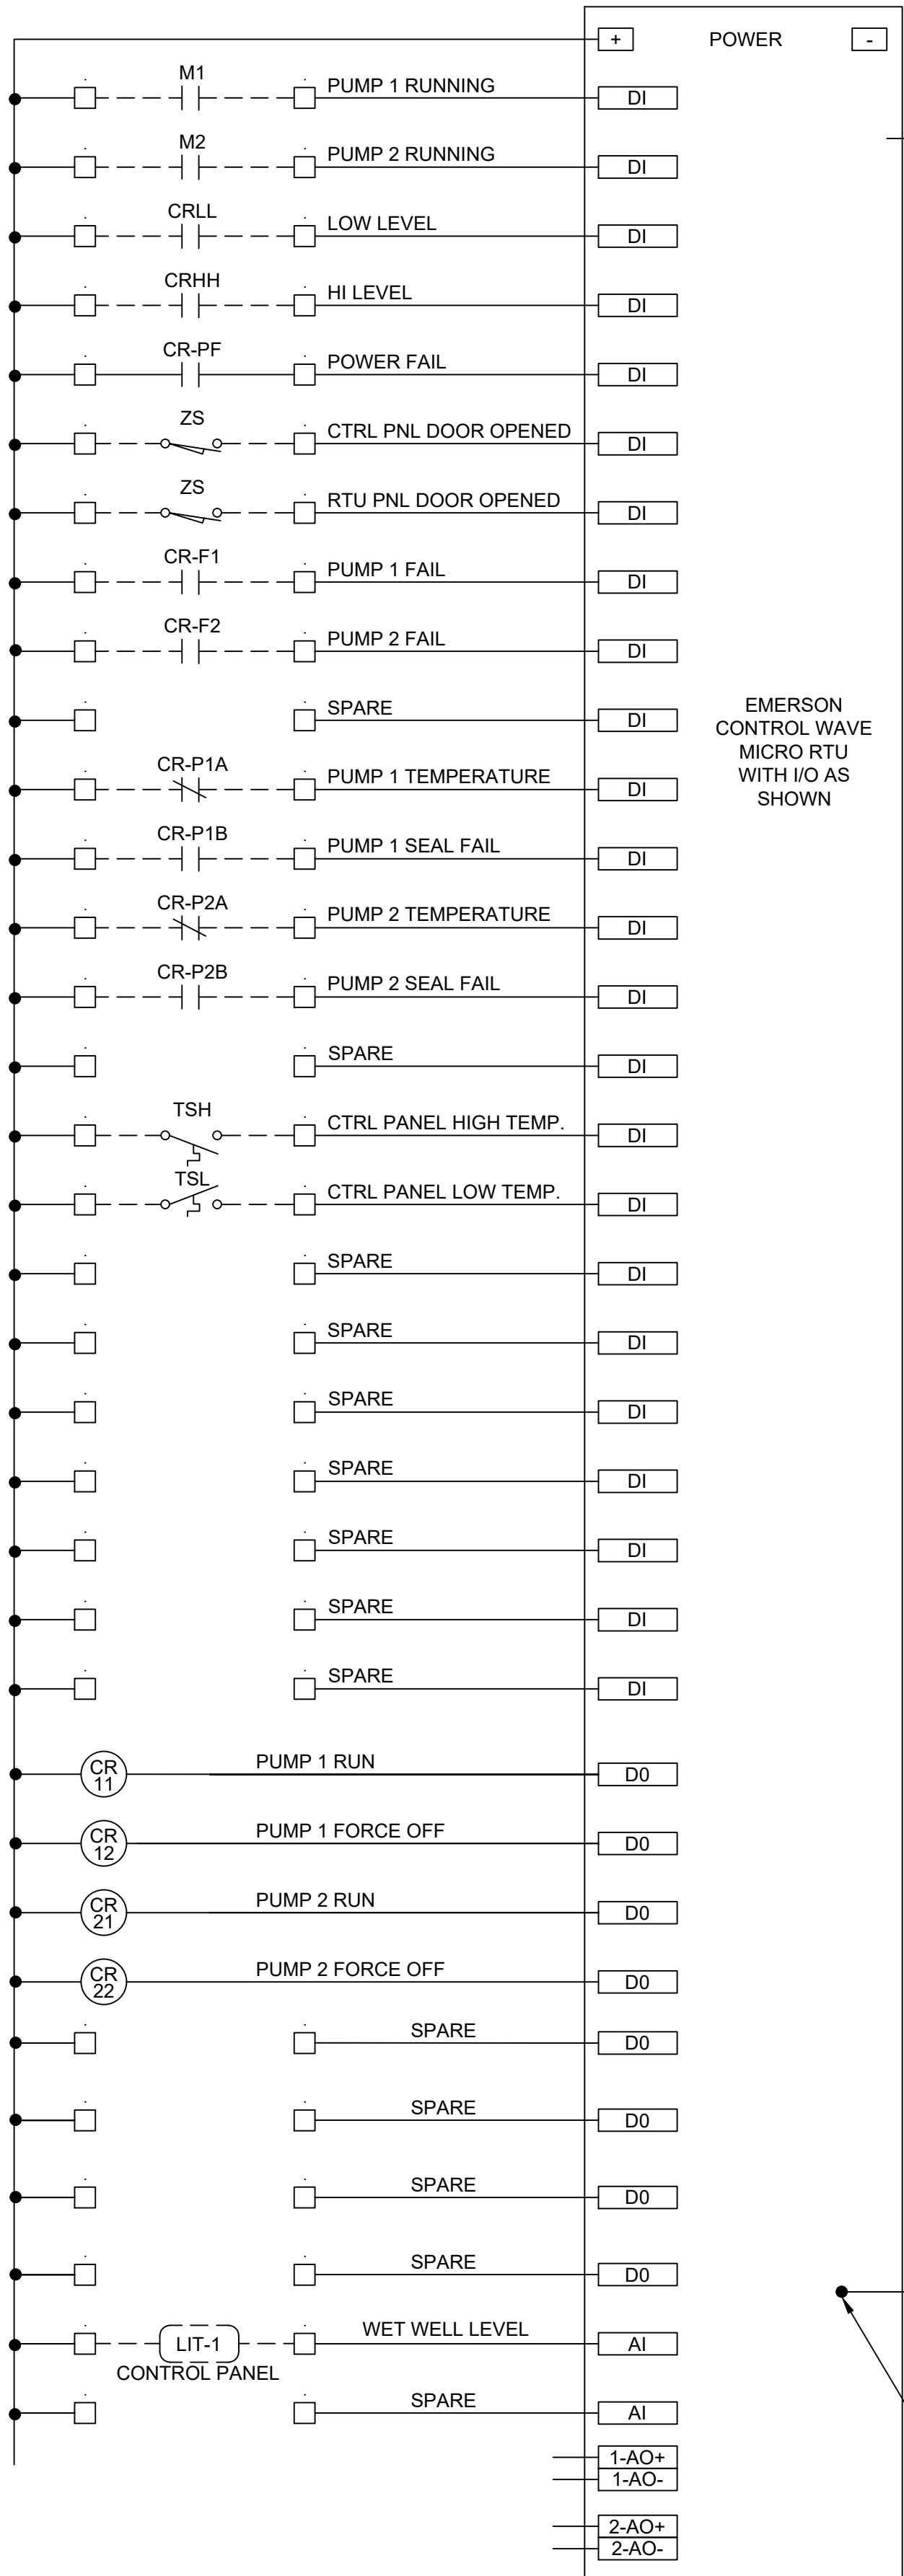 + POWER -
M1
PUMP 1 RUNNING
DI
M2
PUMP 2 RUNNING
DI
CRLL
LOW LEVEL
DI
CRHH
HI LEVEL
DI
CR-PF
POWER FAIL
DI
ZS
CTRL PNL DOOR OPENED
DI
ZS
RTU PNL DOOR OPENED
DI
CR-F1
PUMP 1 FAIL
DI
CR-F2
PUMP 2 FAIL
DI
SPARE
DI
EMERSON
CONTROL WAVE
MICRO RTU
WITH I/O AS
SHOWN
CR-P1A
PUMP 1 TEMPERATURE
DI
CR-P1B
PUMP 1 SEAL FAIL
DI
CR-P2A
PUMP 2 TEMPERATURE
DI
CR-P2B
PUMP 2 SEAL FAIL
DI
SPARE
DI
TSH
CTRL PANEL HIGH TEMP.
DI
TSL
CTRL PANEL LOW TEMP.
DI
SPARE
DI
SPARE
DI
SPARE
DI
SPARE
DI
SPARE
DI
SPARE
DI
SPARE
DI
CR
11
PUMP 1 RUN
D0
CR
12
PUMP 1 FORCE OFF
D0
CR
21
PUMP 2 RUN
D0
CR
22
PUMP 2 FORCE OFF
D0
SPARE
D0
SPARE
D0
SPARE
D0
SPARE
D0
LIT-1
CONTROL PANEL
WET WELL LEVEL
AI
SPARE
AI
1-AO+
1-AO-
2-AO+
2-AO-